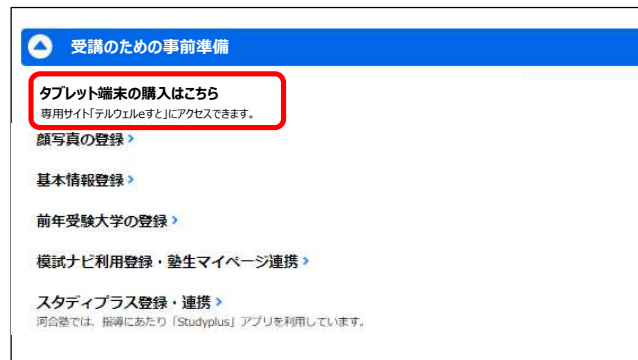 受講のための事前準備
タブレット端末の購入はこちら
専用サイト「テルウェルeすと」にアクセスできます。
顔写真の登録 >
基本情報登録 >
前年受験大学の登録 >
模試ナビ利用登録・塾生マイページ連携 >
スタディプラス登録・連携 >
河合塾では、指導にあたり「Studyplus」アプリを利用しています。